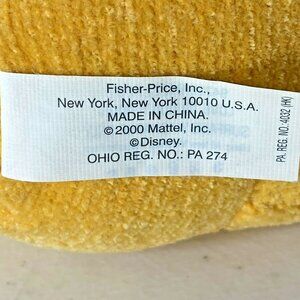 Fisher-Price, Inc.,
New York, New York 10010 U.S.A.
MADE IN CHINA.
©2000 Mattel, Inc.
©Disney.
OHIO REG. NO.: PA 274
PA. REG. NO. 4032 (HK)